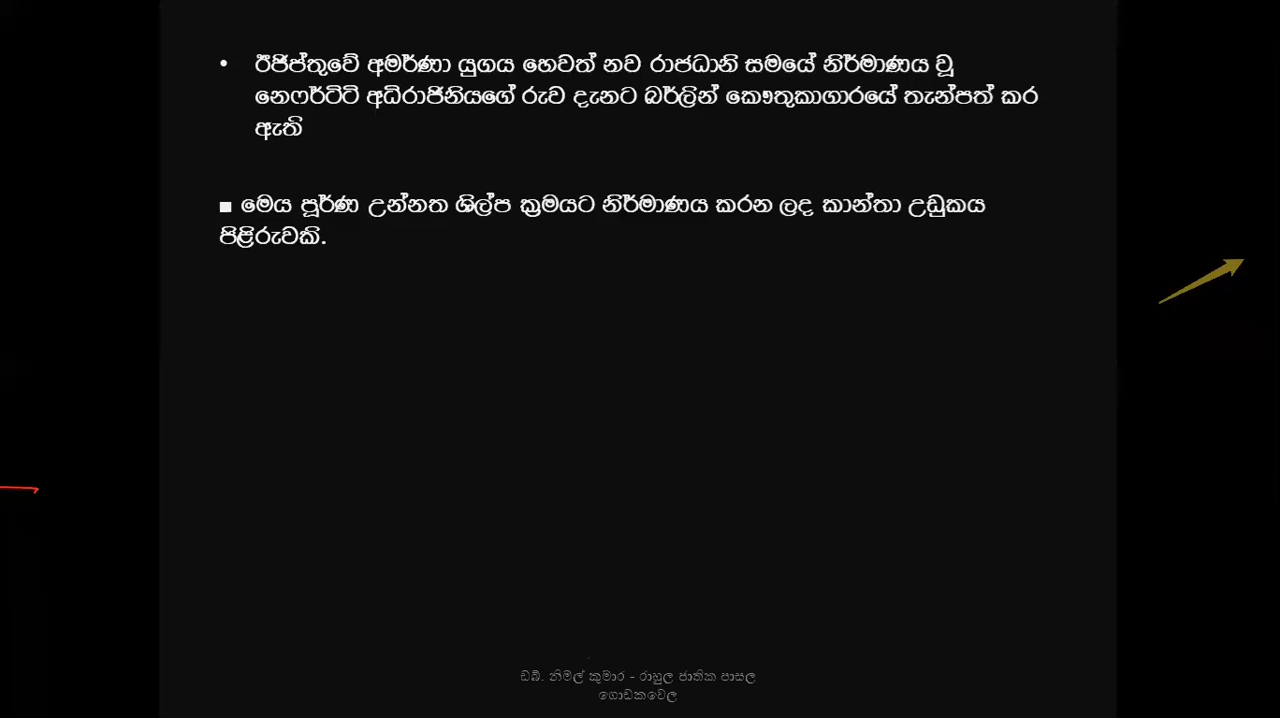 • ඊජිප්තුවේ අමර්ණා යුගය හෙවත් නව රාජධානි සමයේ නිර්මාණය වූ
නෙෆර්ටිටි අධිරාජිනියගේ රුව දැනට බර්ලින් කෞතුකාගාරයේ තැන්පත් කර
ඇති
■ මෙය පූර්ණ උන්නත ශිල්ප ක්‍රමයට නිර්මාණය කරන ලද කාන්තා උඩුකය
පිළිරුවකි.
ඩබ්. නිමල් කුමාර - රාහුල ජාතික පාසල
ගොඩකවෙල